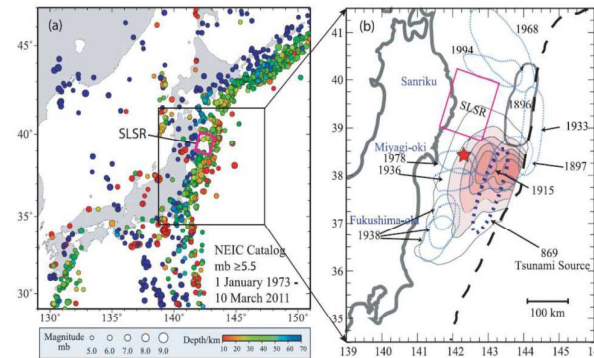 (a)
45°
40°
35°
30°
130°
135°
140°
145°
150°
SLSR
NEIC Catalog
mb ≥5.5
1 January 1973 -
10 March 2011
Magnitude
mb
5.0 6.0 7.0 8.0 9.0
Depth/km
10 20 30 40 50 60 70
(b)
41
40
39
38
37
36
35
34
139 140 141 142 143 144 145 146
1968
1994
Sanriku
SLSR
1896
1933
Miyagi-oki
1978
1936
1897
1915
Fukushima-oki
1938
869
Tsunami Source
100 km